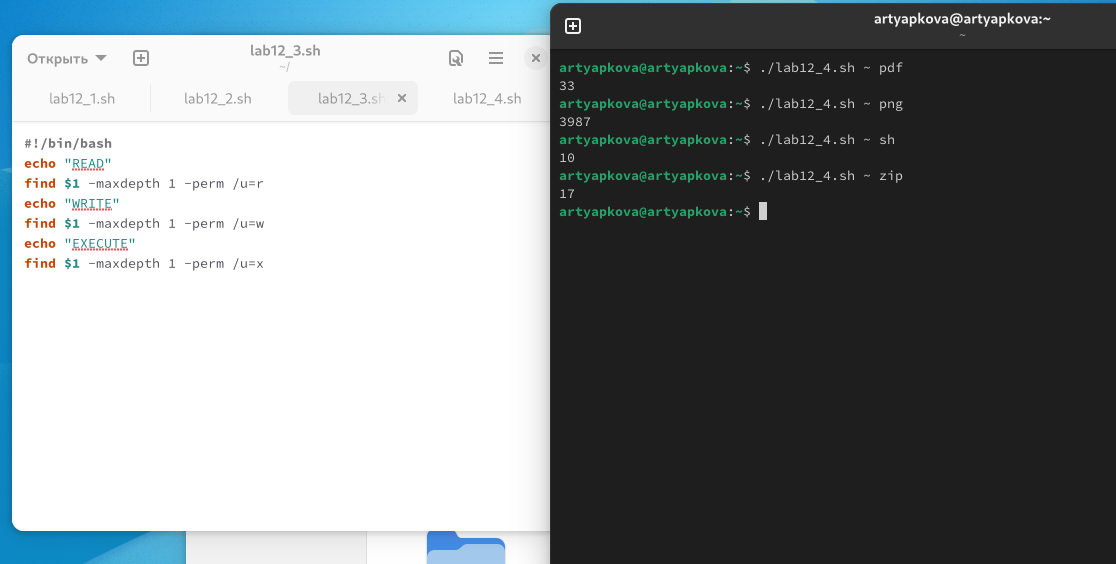 Открыть
lab12_3.sh
~/
lab12_1.sh
lab12_2.sh
lab12_3.sh
lab12_4.sh
#!/bin/bash
echo "READ"
find $1 -maxdepth 1 -perm /u=r
echo "WRITE"
find $1 -maxdepth 1 -perm /u=w
echo "EXECUTE"
find $1 -maxdepth 1 -perm /u=x
artyapkova@artyapkova:~
~
artyapkova@artyapkova:~$ ./lab12_4.sh ~ pdf
33
artyapkova@artyapkova:~$ ./lab12_4.sh ~ png
3987
artyapkova@artyapkova:~$ ./lab12_4.sh ~ sh
10
artyapkova@artyapkova:~$ ./lab12_4.sh ~ zip
17
artyapkova@artyapkova:~$